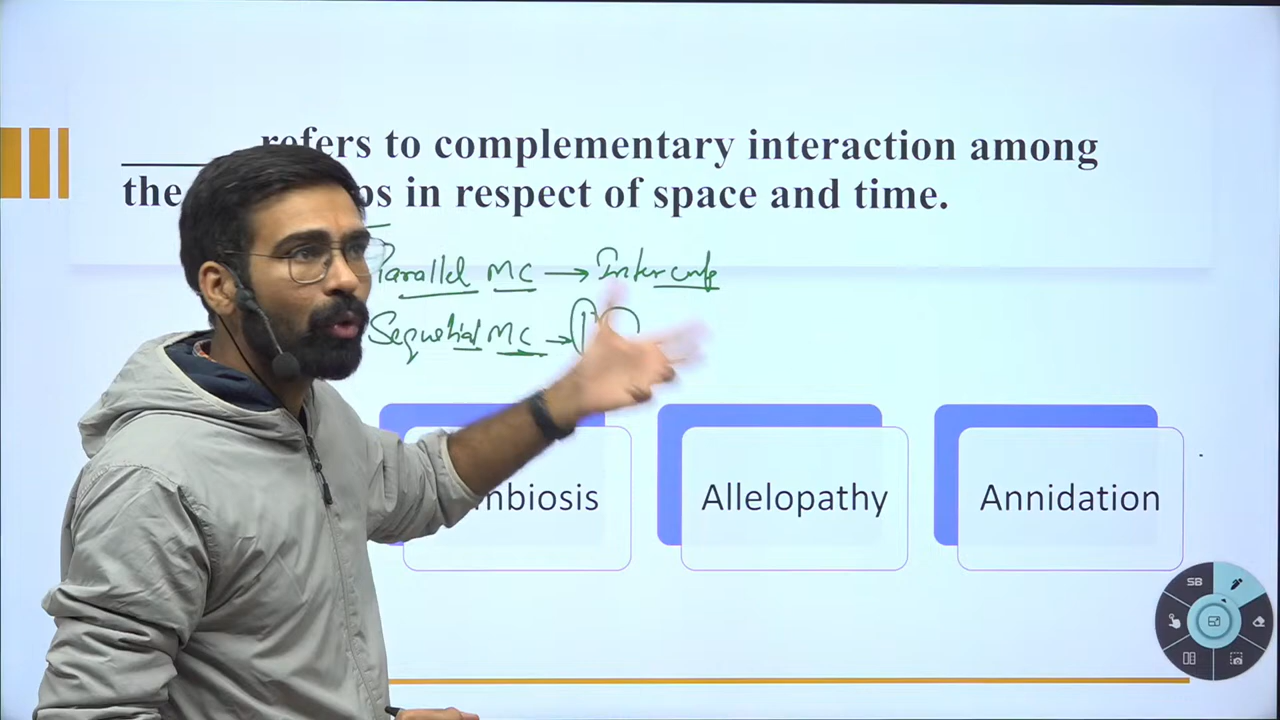 refers to complementary interaction among
the ps in respect of space and time.
Parallel MC → Intercrop
Sequetial MC →
mbiosis
Allelopathy
Annidation
SB